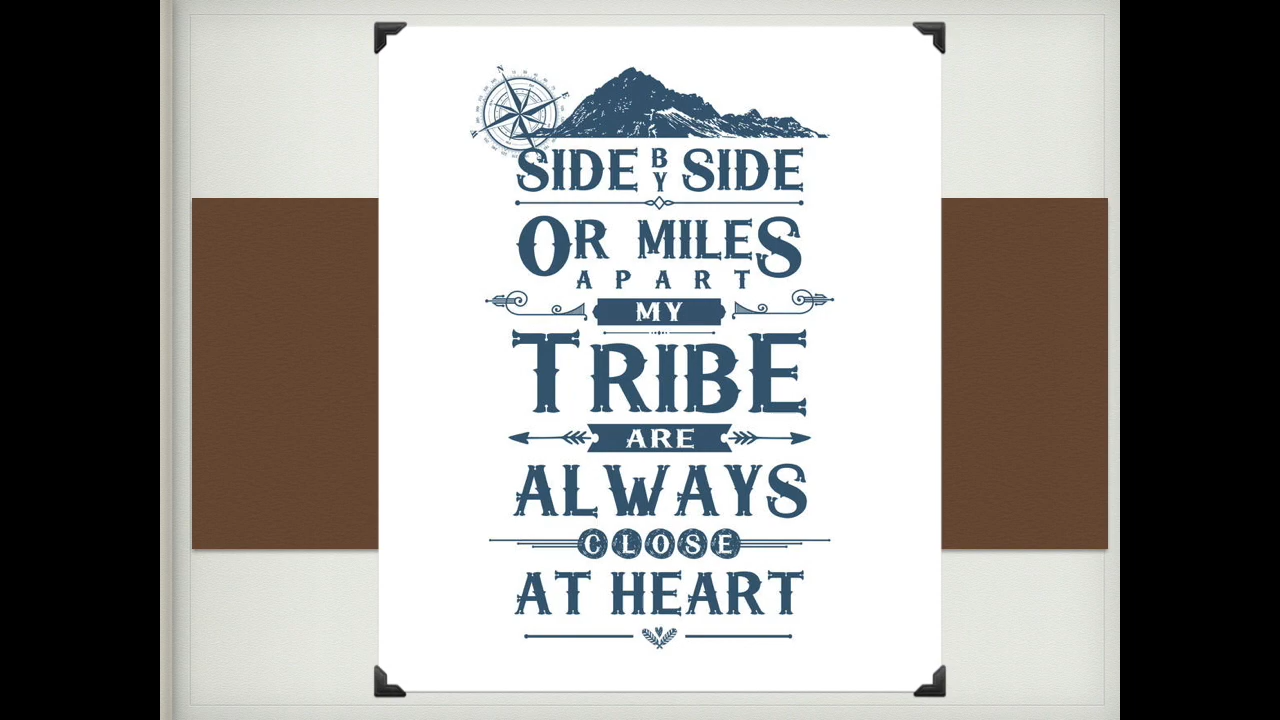 SIDE BY SIDE
OR MILES
APART
MY
TRIBE
ARE
ALWAYS
CLOSE
AT HEART